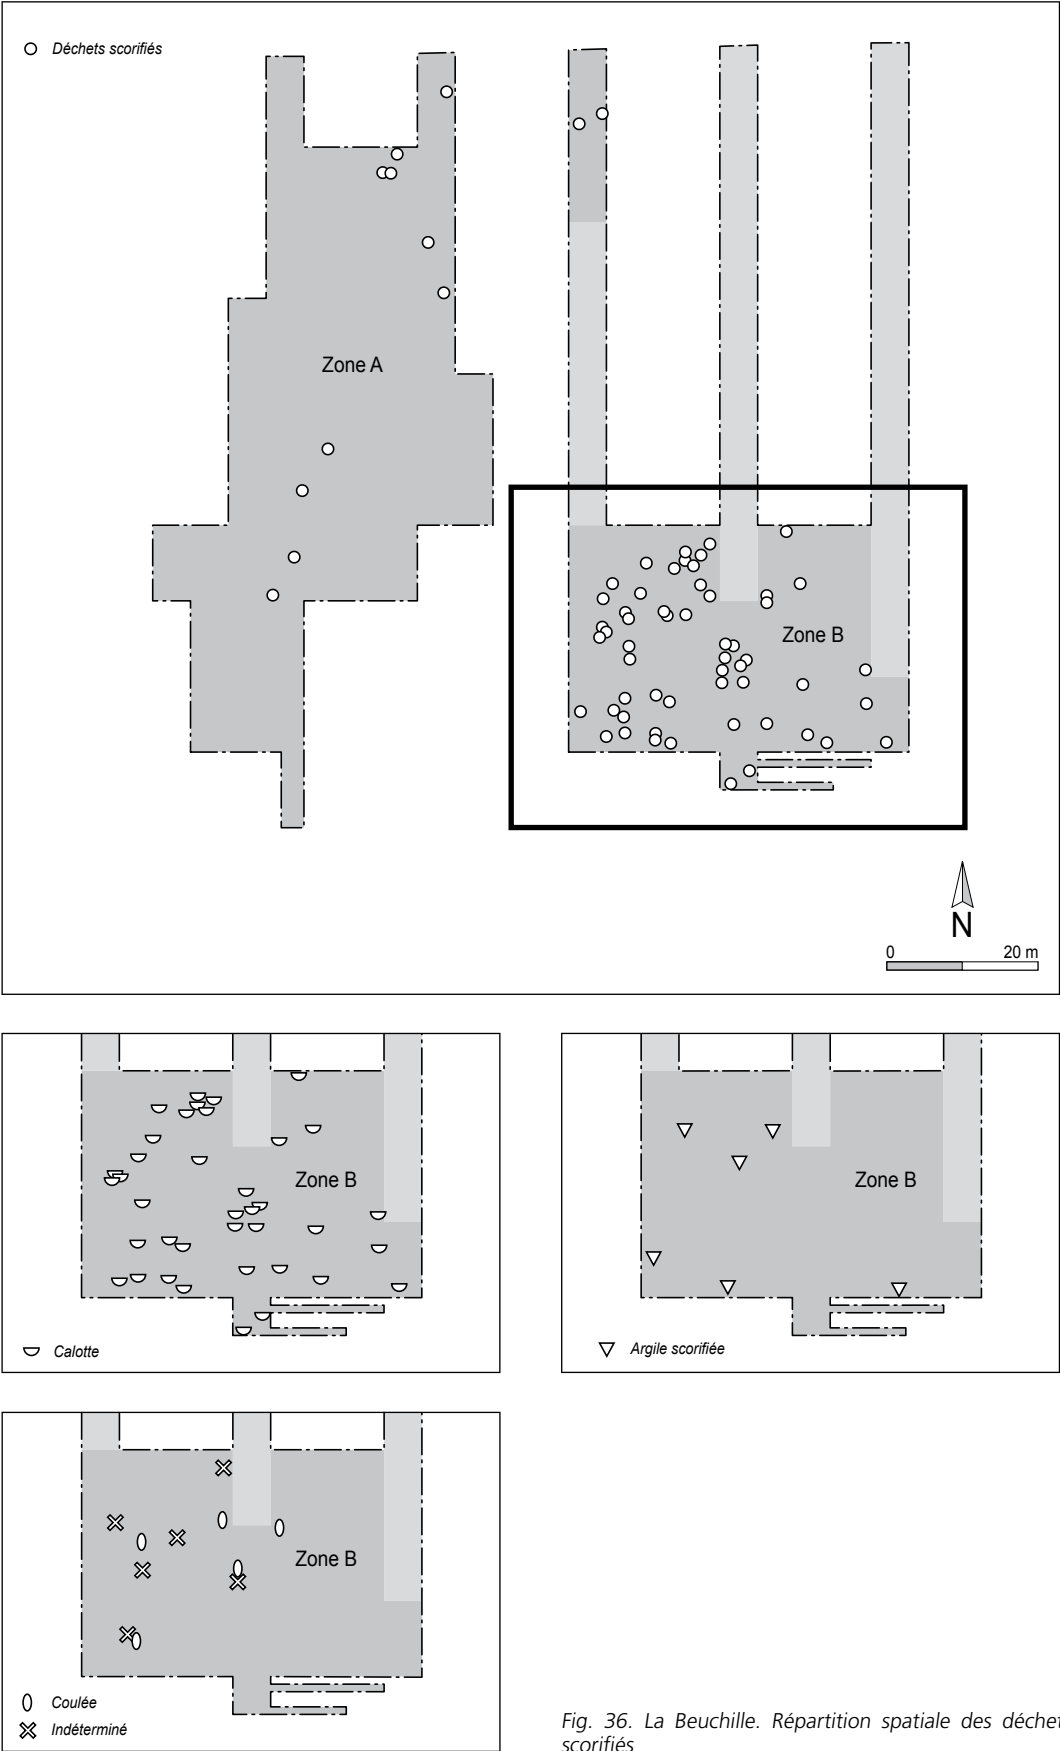 Déchets scorifiés
Zone A
Zone B
N
0 20 m
Zone B
Calotte
Zone B
Argile scorifiée
Zone B
Coulée
Indéterminé
Fig. 36. La Beuchille. Répartition spatiale des déchet
scorifiés